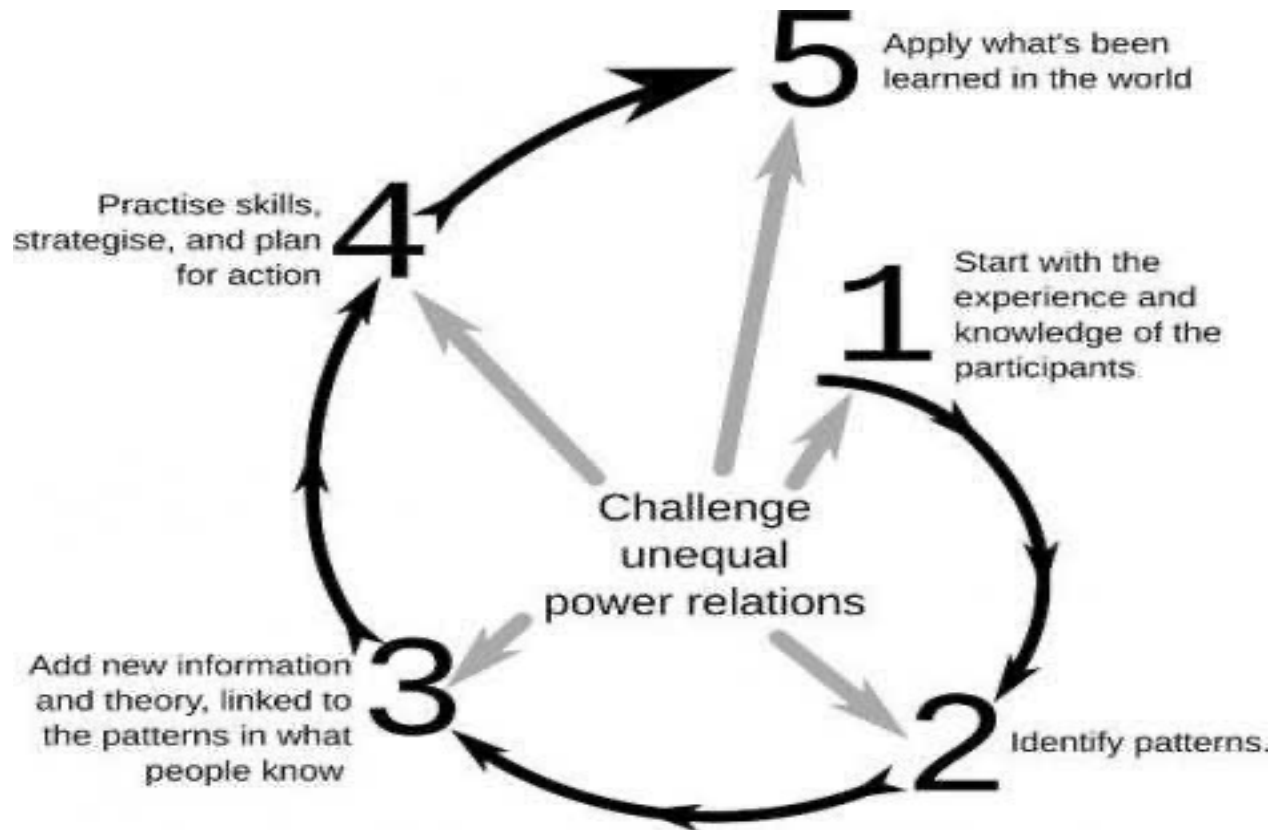 5
Apply what's been
learned in the world
1
Start with the
experience and
knowledge of the
participants
2
Identify patterns.
3
Add new information
and theory, linked to
the patterns in what
people know
4
Practise skills,
strategise, and plan
for action
Challenge
unequal
power relations